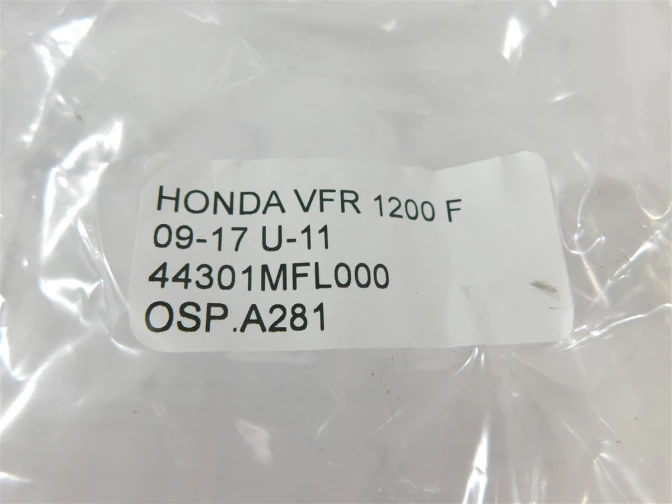 HONDA VFR 1200 F
09-17 U-11
44301MFL000
OSP.A281